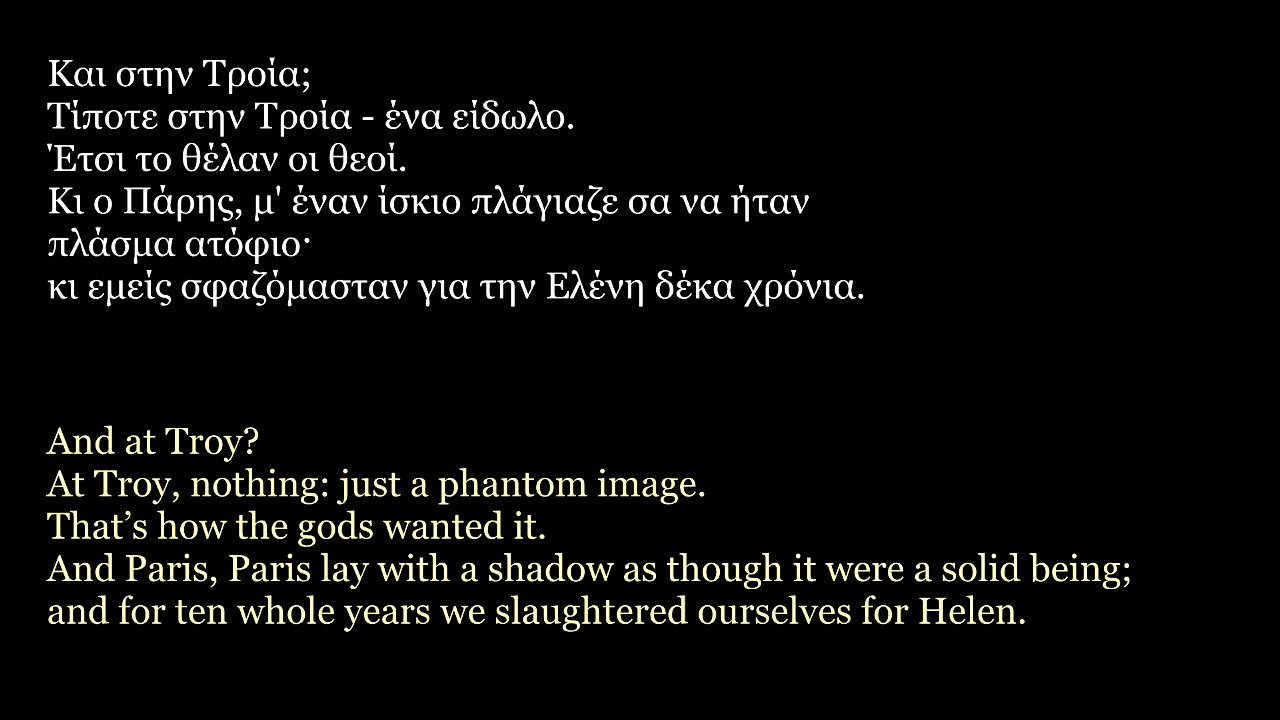 Και στην Τροία;
Τίποτε στην Τροία - ένα είδωλο.
Έτσι το θέλαν οι θεοί.
Κι ο Πάρης, μ' έναν ίσκιο πλάγιαζε σα να ήταν
πλάσμα ατόφιο·
κι εμείς σφαζόμασταν για την Ελένη δέκα χρόνια.
And at Troy?
At Troy, nothing: just a phantom image.
That’s how the gods wanted it.
And Paris, Paris lay with a shadow as though it were a solid being;
and for ten whole years we slaughtered ourselves for Helen.